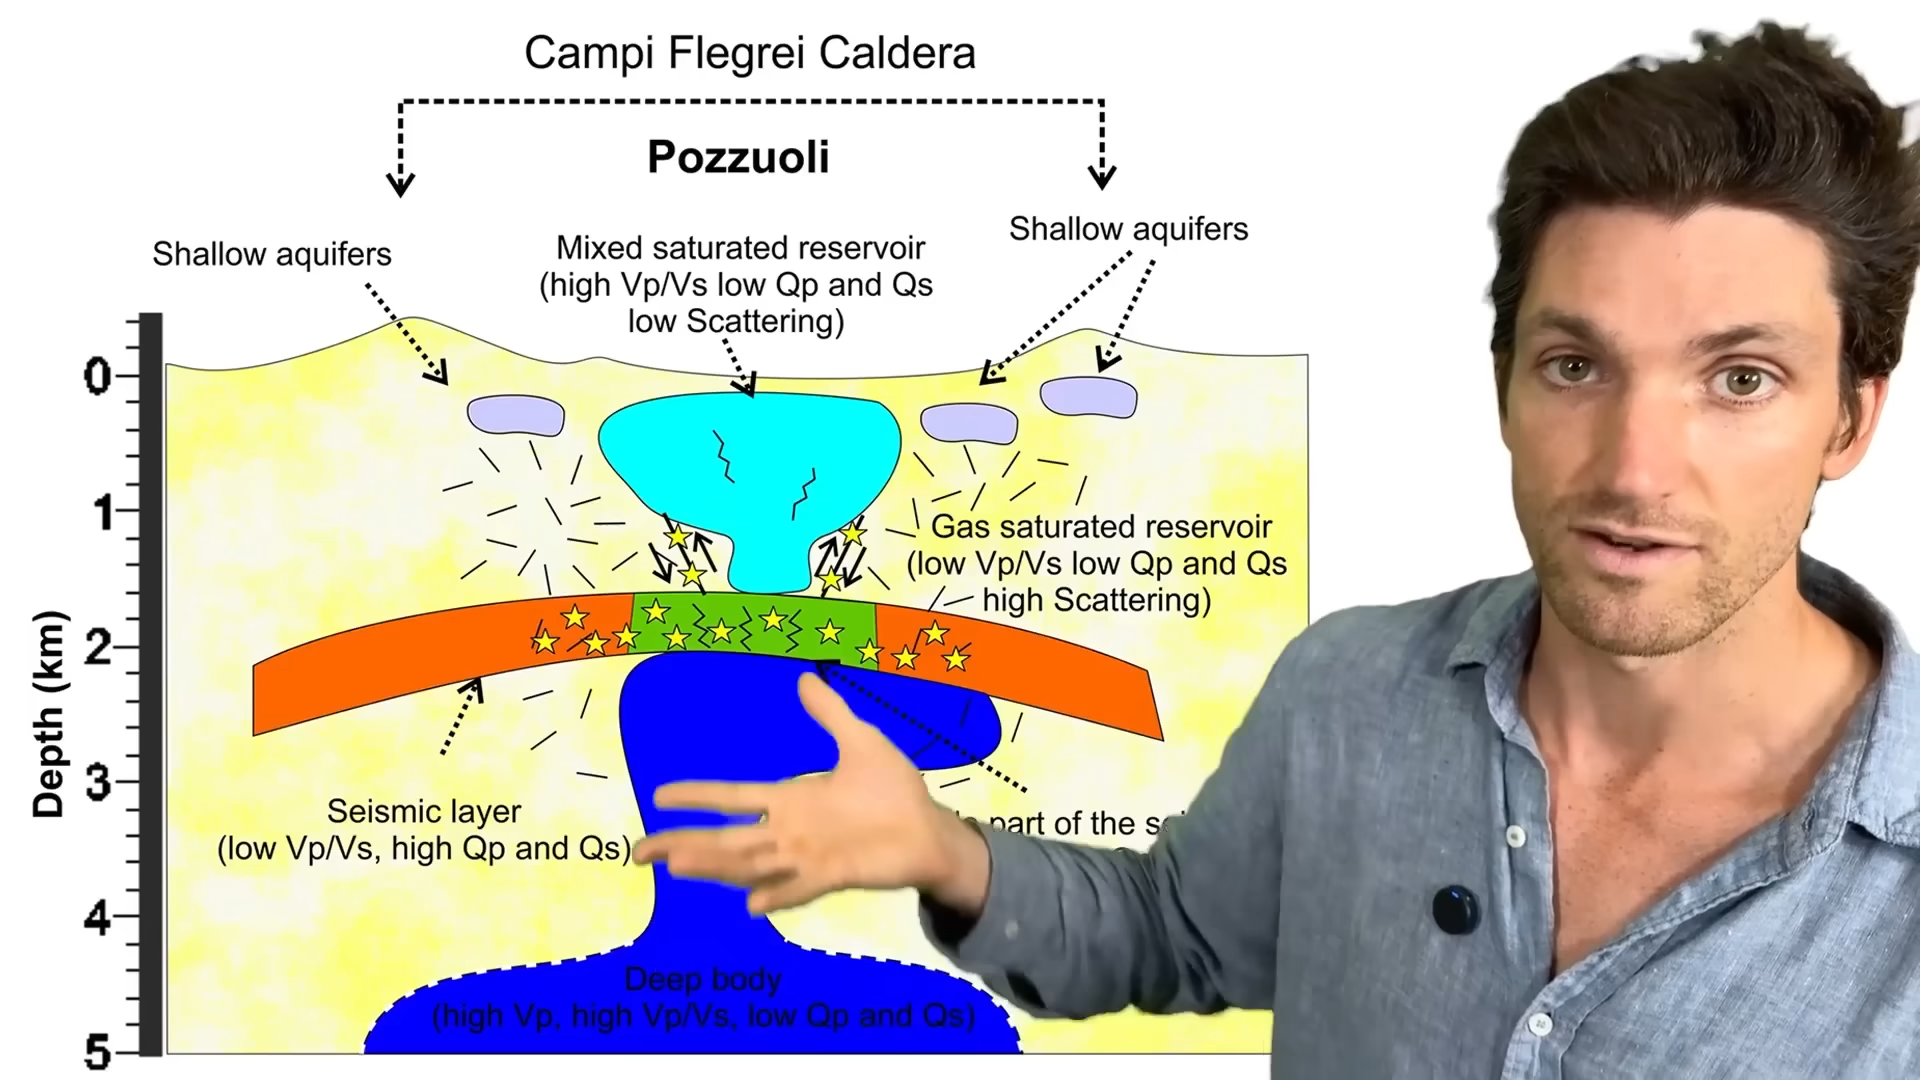 Campi Flegrei Caldera
Pozzuoli
Shallow aquifers
Mixed saturated reservoir
(high Vp/Vs low Qp and Qs
low Scattering)
Shallow aquifers
0
1
2
3
4
5
Depth (km)
Gas saturated reservoir
(low Vp/Vs low Qp and Qs
high Scattering)
Seismic layer
(low Vp/Vs, high Qp and Qs)
part of the
Deep body
(high Vp, high Vp/Vs, low Qp and Qs)